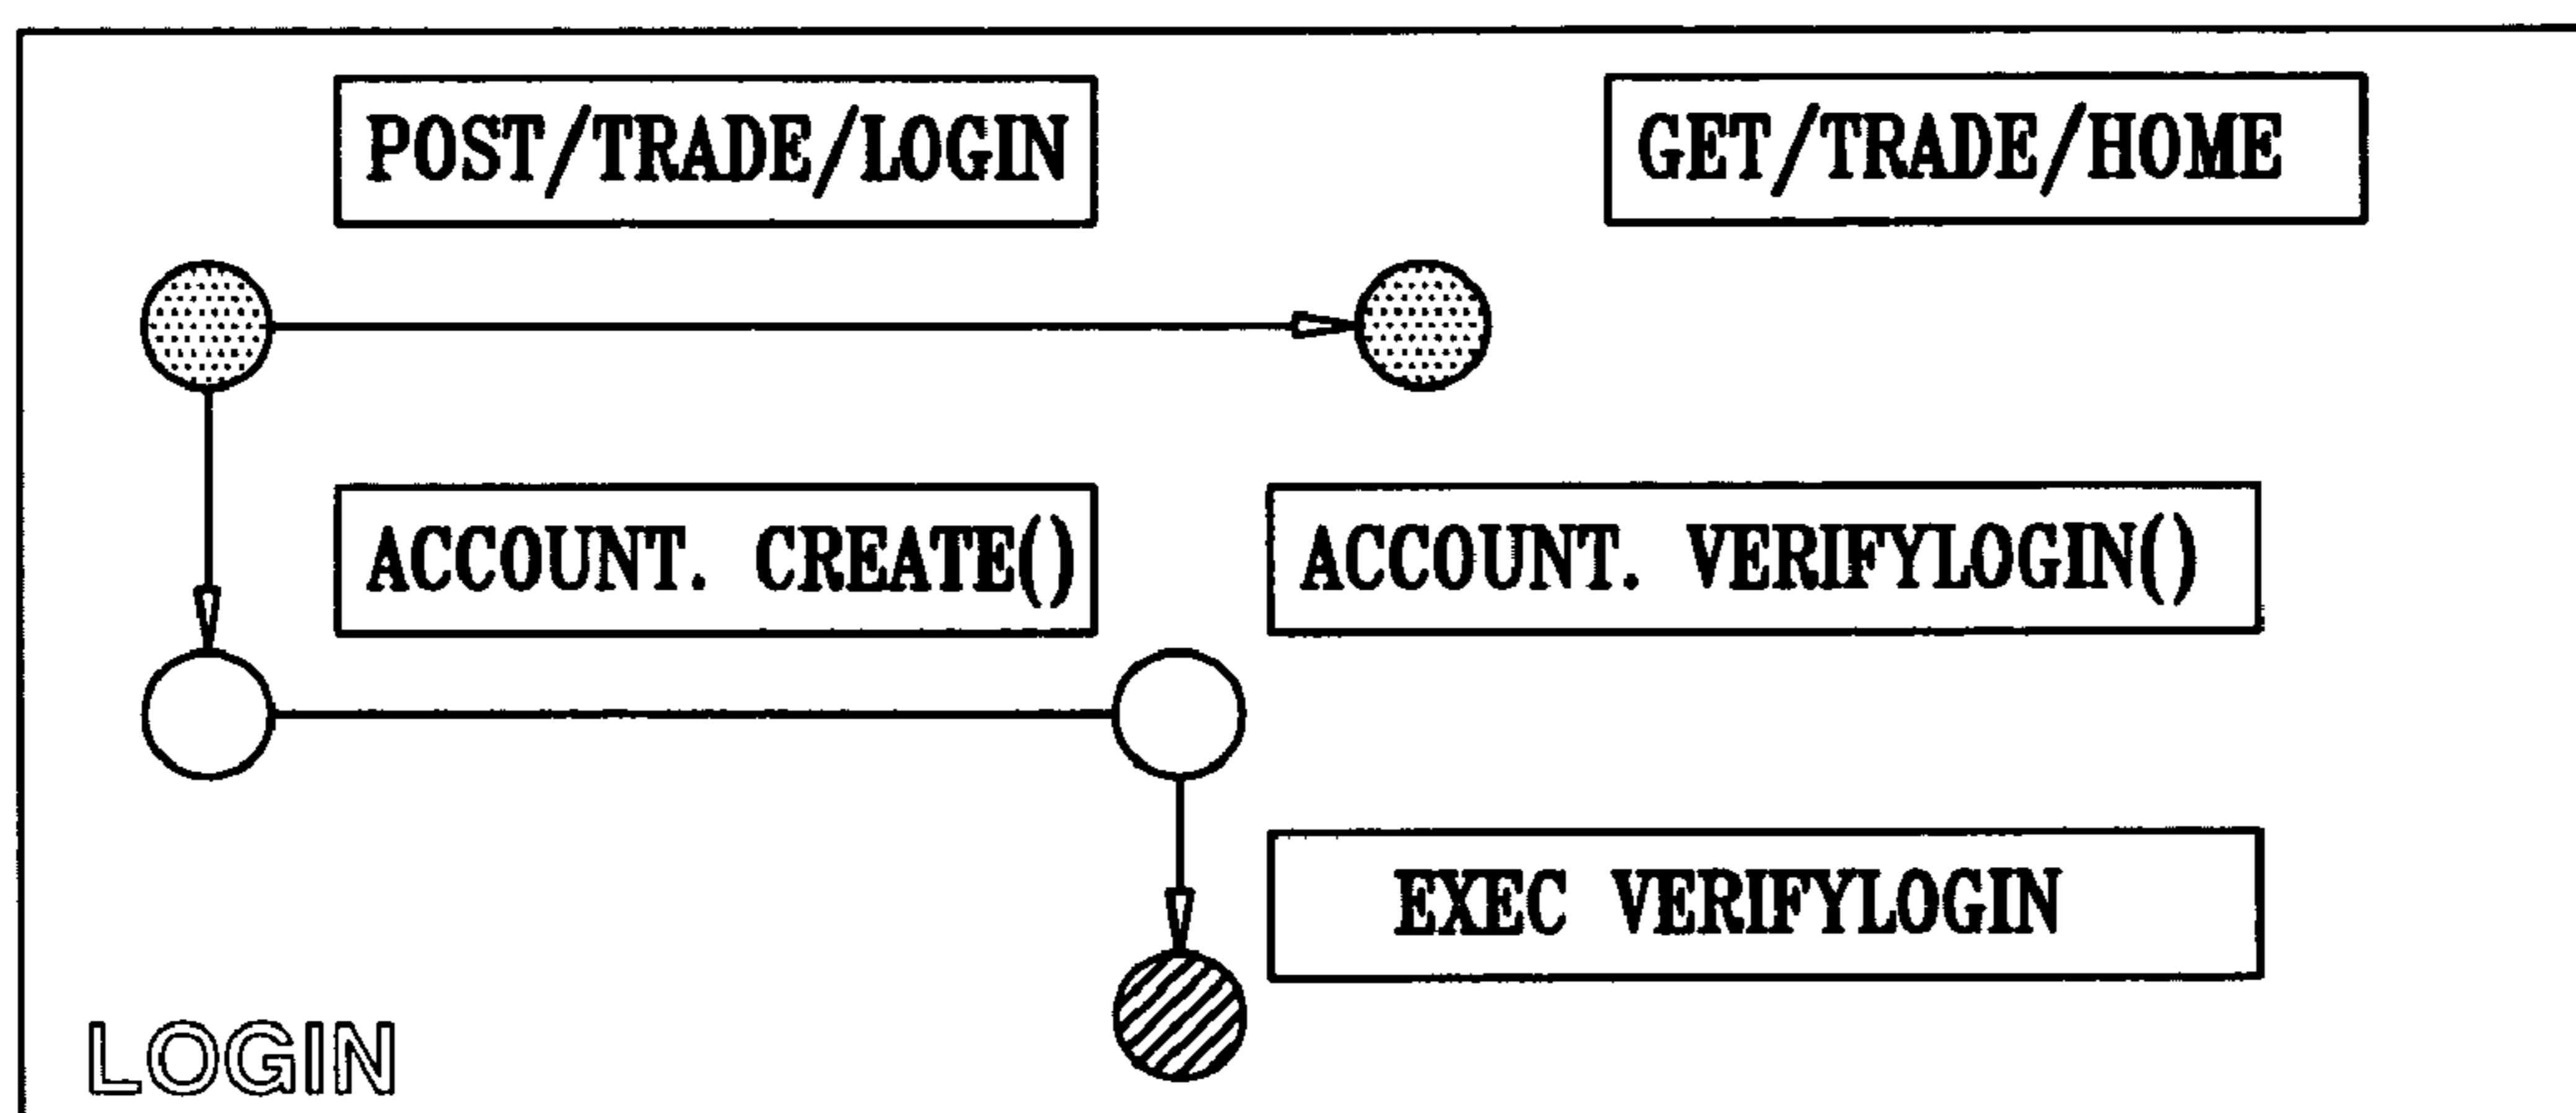 POST/TRADE/LOGIN
GET/TRADE/HOME
ACCOUNT. CREATE()
ACCOUNT. VERIFYLOGIN()
EXEC VERIFYLOGIN
LOGIN